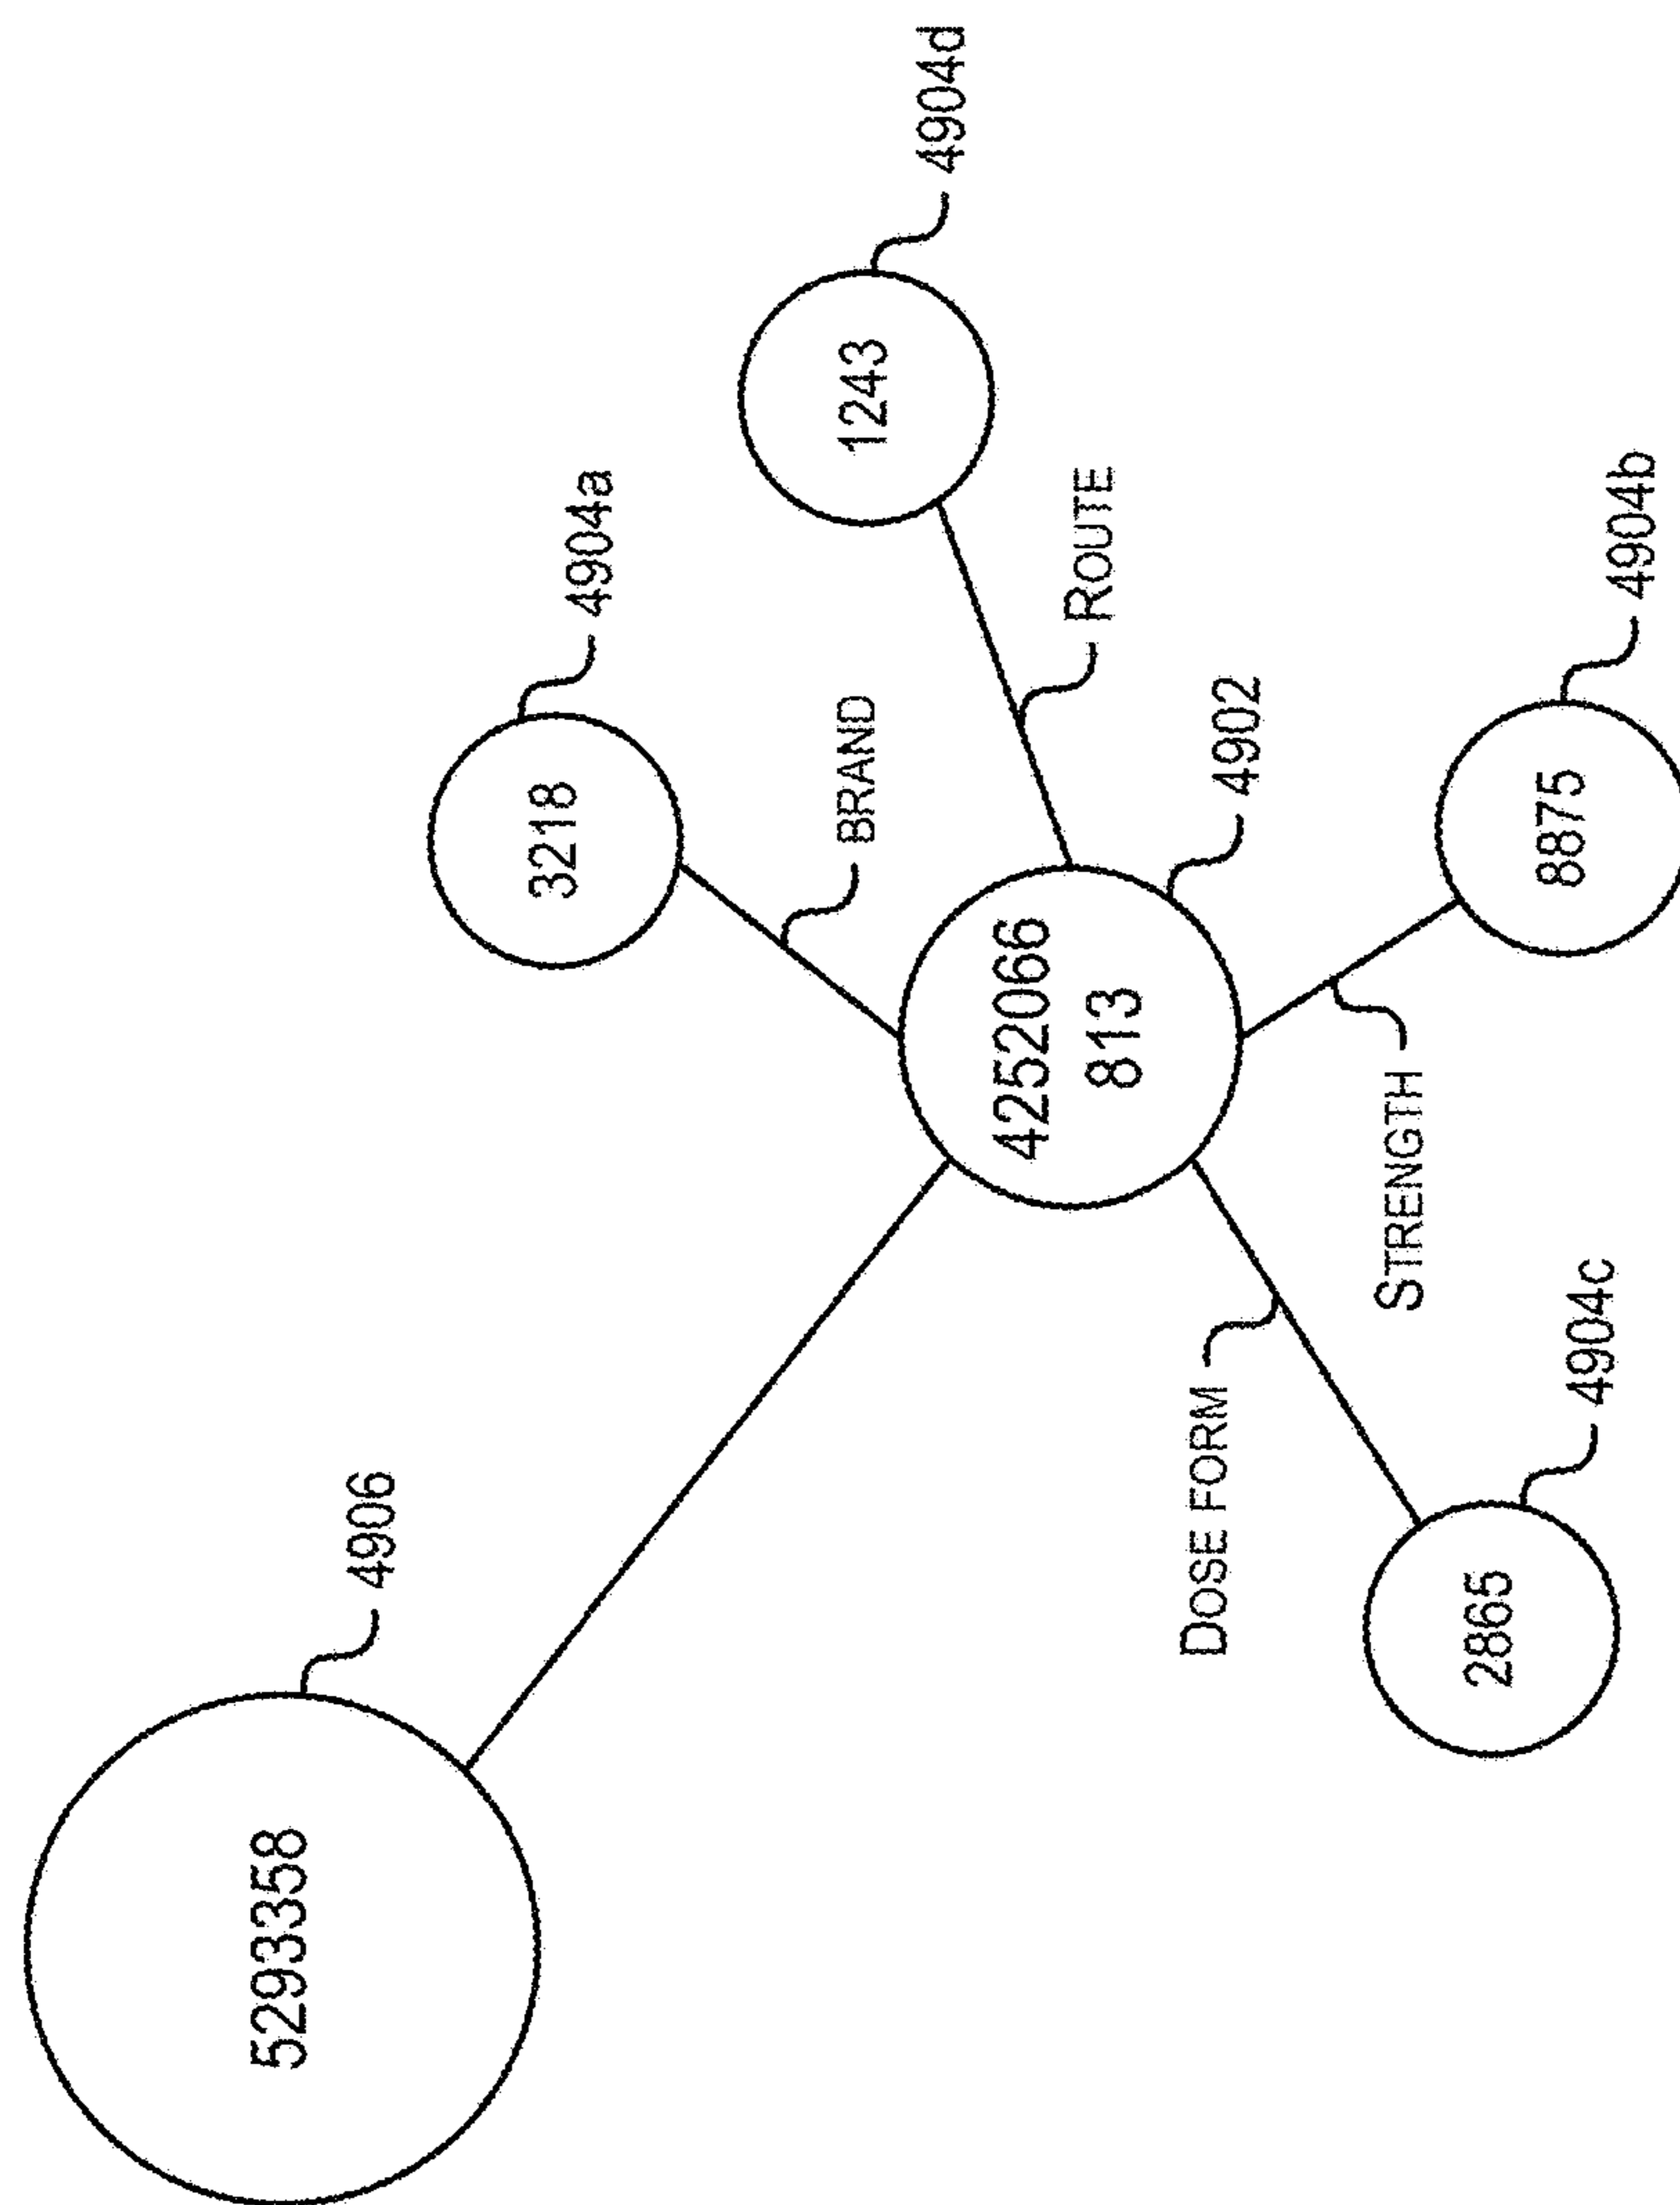 5293358
4906
3218
4904a
BRAND
1243
4904d
4252066
813
ROUTE
DOSE FORM
4902
STRENGTH
2865
4904c
8875
4904b